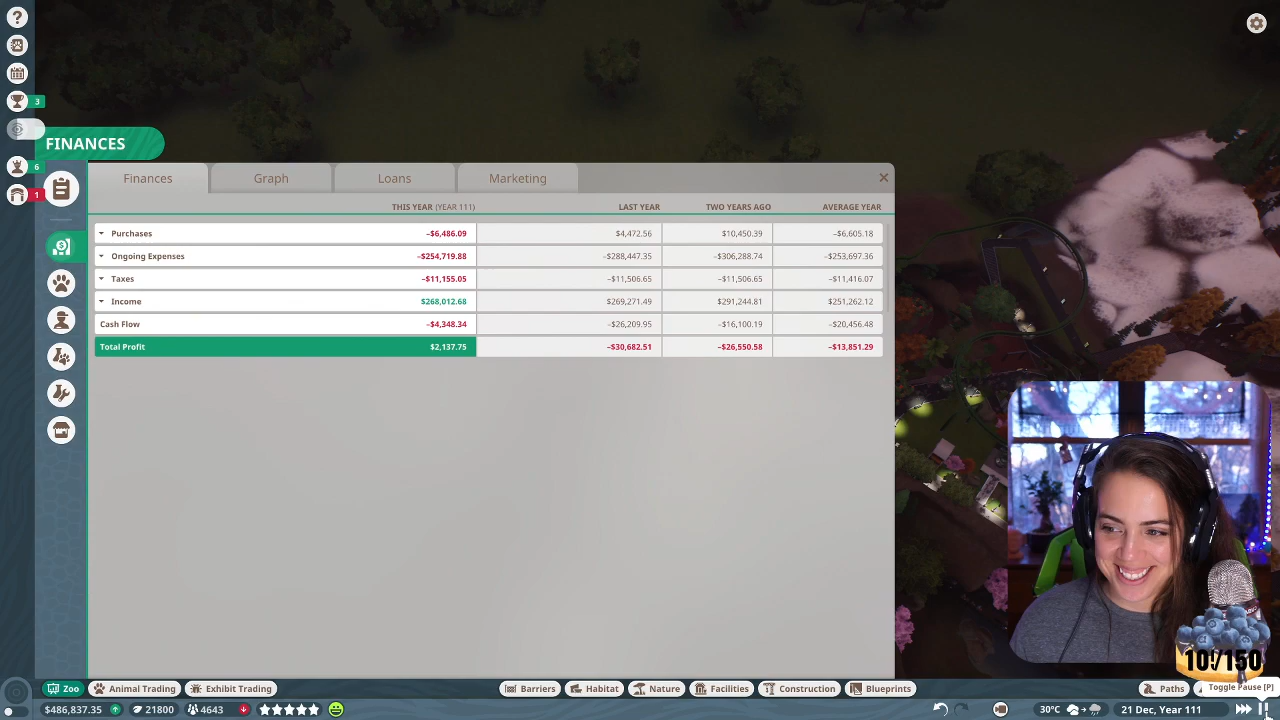 ?
3
FINANCES
6
1
Finances Graph Loans Marketing
THIS YEAR (YEAR 111) LAST YEAR TWO YEARS AGO AVERAGE YEAR
Purchases –$6,486.09 $4,472.56 $10,450.39 –$6,605.18
Ongoing Expenses –$254,719.88 –$288,447.35 –$306,288.74 –$253,697.36
Taxes –$11,155.05 –$11,506.65 –$11,506.65 –$11,416.07
Income $268,012.68 $269,271.49 $291,244.81 $251,262.12
Cash Flow –$4,348.34 –$26,209.95 –$16,100.19 –$20,456.48
Total Profit $2,137.75 –$30,682.51 –$26,550.58 –$13,851.29
10/150
Toggle Pause [P]
Zoo Animal Trading Exhibit Trading Barriers Habitat Nature Facilities Construction Blueprints Paths
$486,837.35 21800 4643 30°C 21 Dec, Year 111